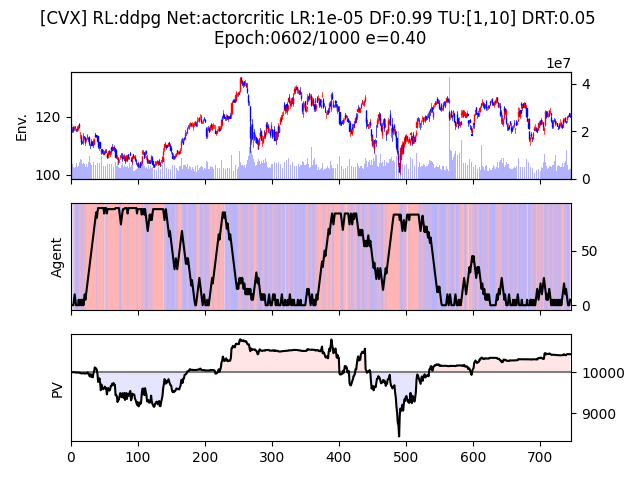 [CVX] RL:ddpg Net:actorcritic LR:1e-05 DF:0.99 TU:[1,10] DRT:0.05
Epoch:0602/1000 e=0.40
1e7
Env.
120
100
4
2
0
Agent
50
0
PV
10000
9000
0 100 200 300 400 500 600 700